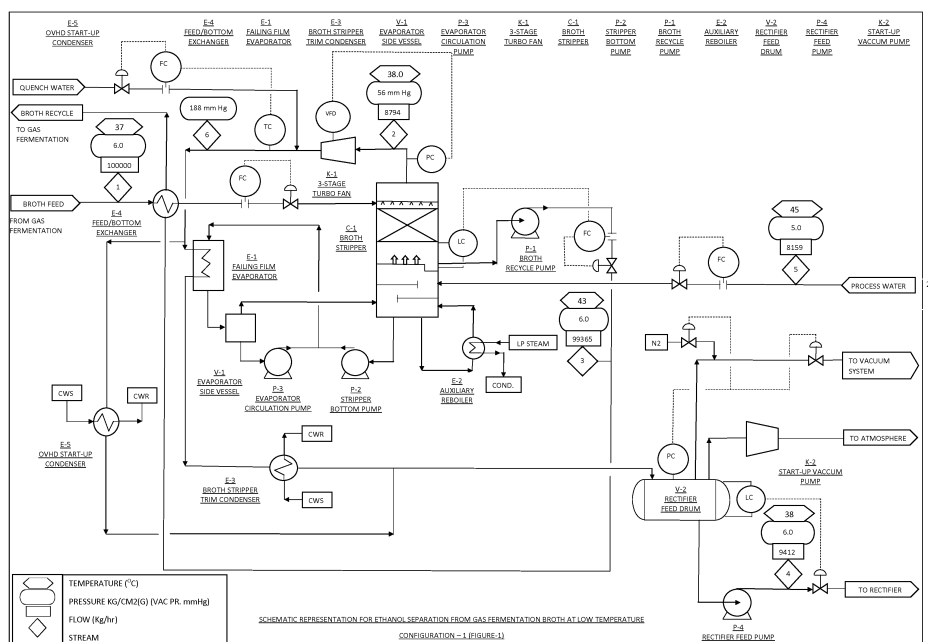 E-5
OVHD START-UP
CONDENSER
E-4
FEED/BOTTOM
EXCHANGER
E-1
FAILING FILM
EVAPORATOR
E-3
BROTH STRIPPER
TRIM CONDENSER
V-1
EVAPORATOR
SIDE VESSEL
P-3
EVAPORATOR
CIRCULATION
PUMP
K-1
3-STAGE
TURBO FAN
C-1
BROTH
STRIPPER
P-2
STRIPPER
BOTTOM
PUMP
P-1
BROTH
RECYCLE
PUMP
E-2
AUXILIARY
REBOILER
V-2
RECTIFIER
FEED
DRUM
P-4
RECTIFIER
FEED
PUMP
K-2
START-UP
VACUUM PUMP
FC
QUENCH WATER
BROTH RECYCLE
TO GAS
FERMENTATION
188 mm Hg
6
TC
VFD
38.0
56 mm Hg
8794
2
PC
37
6.0
100000
1
K-1
3-STAGE
TURBO FAN
FC
BROTH FEED
FROM GAS
FERMENTATION
E-4
FEED/BOTTOM
EXCHANGER
C-1
BROTH
STRIPPER
LC
P-1
BROTH
RECYCLE PUMP
FC
FC
45
5.0
8159
5
PROCESS WATER
2
E-1
FAILING FILM
EVAPORATOR
V-1
EVAPORATOR
SIDE VESSEL
P-3
EVAPORATOR
CIRCULATION PUMP
P-2
STRIPPER
BOTTOM PUMP
LP STEAM
COND.
E-2
AUXILIARY
REBOILER
43
6.0
99365
3
N2
TO VACUUM
SYSTEM
CWS
CWR
E-5
OVHD START-UP
CONDENSER
CWR
CWS
E-3
BROTH STRIPPER
TRIM CONDENSER
PC
V-2
RECTIFIER
FEED DRUM
LC
K-2
START-UP VACCUM
PUMP
TO ATMOSPHERE
38
6.0
9412
4
TO RECTIFIER
P-4
RECTIFIER FEED PUMP
TEMPERATURE (°C)
PRESSURE KG/CM2(G) (VAC PR. mmHg)
FLOW (Kg/hr)
STREAM
SCHEMATIC REPRESENTATION FOR ETHANOL SEPARATION FROM GAS FERMENTATION BROTH AT LOW TEMPERATURE
CONFIGURATION – 1 (FIGURE-1)